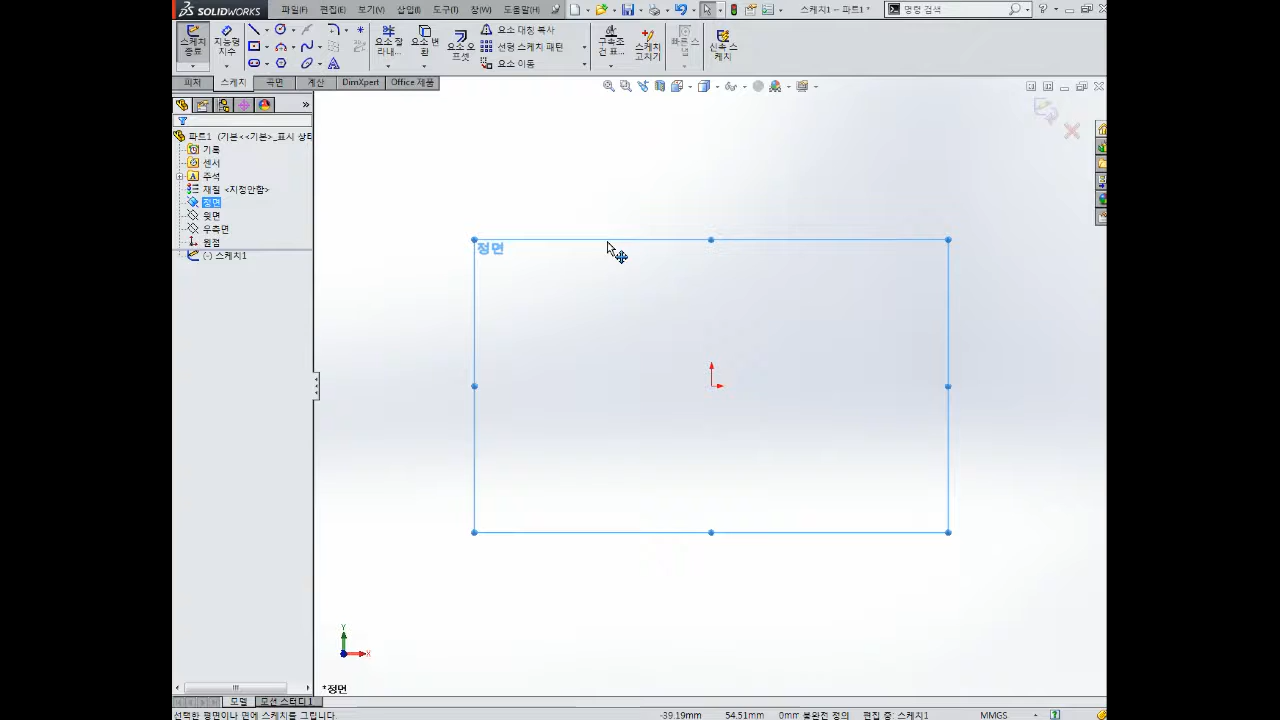 SOLIDWORKS 파일(F) 편집(E) 보기(V) 삽입(I) 도구(T) 창(W) 도움말(H) 스케치1 - 파트1 * 명령 검색
스케치 종료
지능형 치수
요소 잘라내...
요소 변환
요소 오프셋
요소 대칭 복사
선형 스케치 패턴
요소 이동
구속조건 표...
스케치 고치기
빠른 스냅
신속 스케치
피처 스케치 곡면 계산 DimXpert Office 제품
파트1 (기본<<기본>_표시 상태
기록
센서
주석
재질 <지정안함>
정면
윗면
우측면
원점
(-) 스케치1
정면
Y
X
*정면
모델 모션 스터디1
선택한 평면이나 면에 스케치를 그립니다. -39.19mm 54.51mm 0mm 불완전 정의 편집 중: 스케치1 MMGS